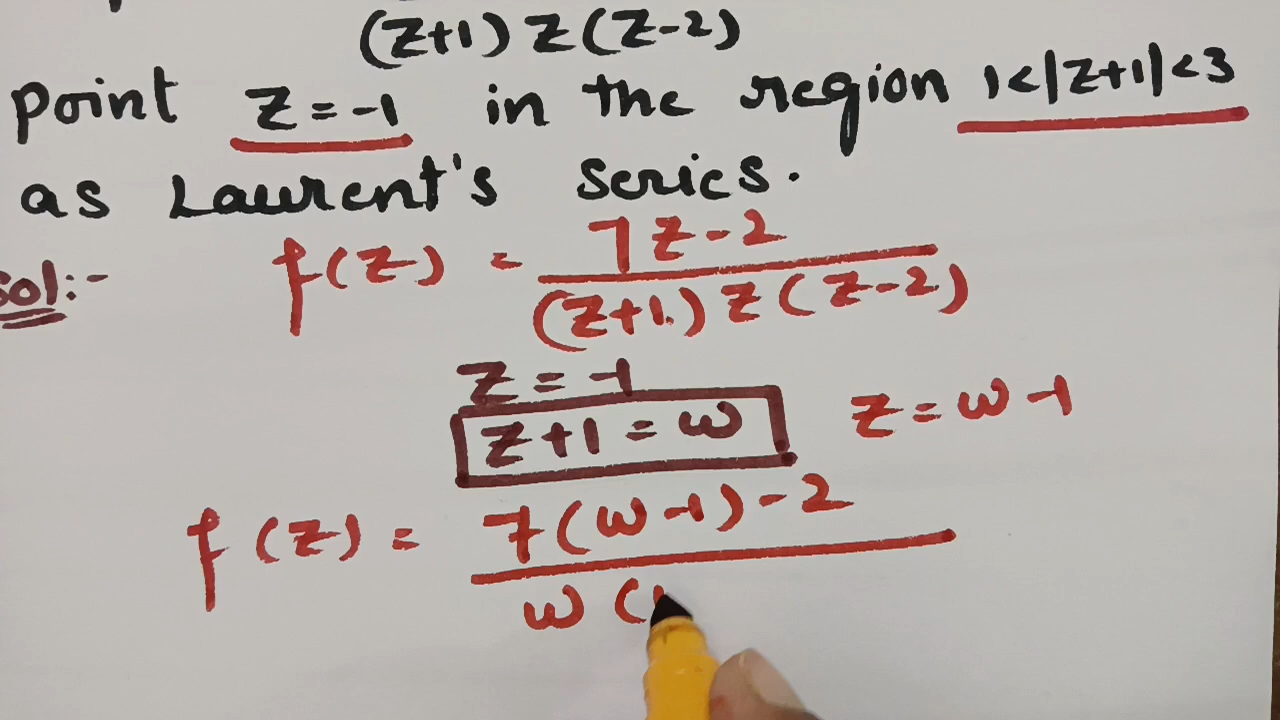 (z+1) z (z-2)
point z = -1 in the region 1<|z+1|<3
as Laurent's series.
Sol:- f(z) = 7z-2
(z+1) z (z-2)
z = -1
z+1 = w z = w-1
f(z) = 7(w-1)-2
w (